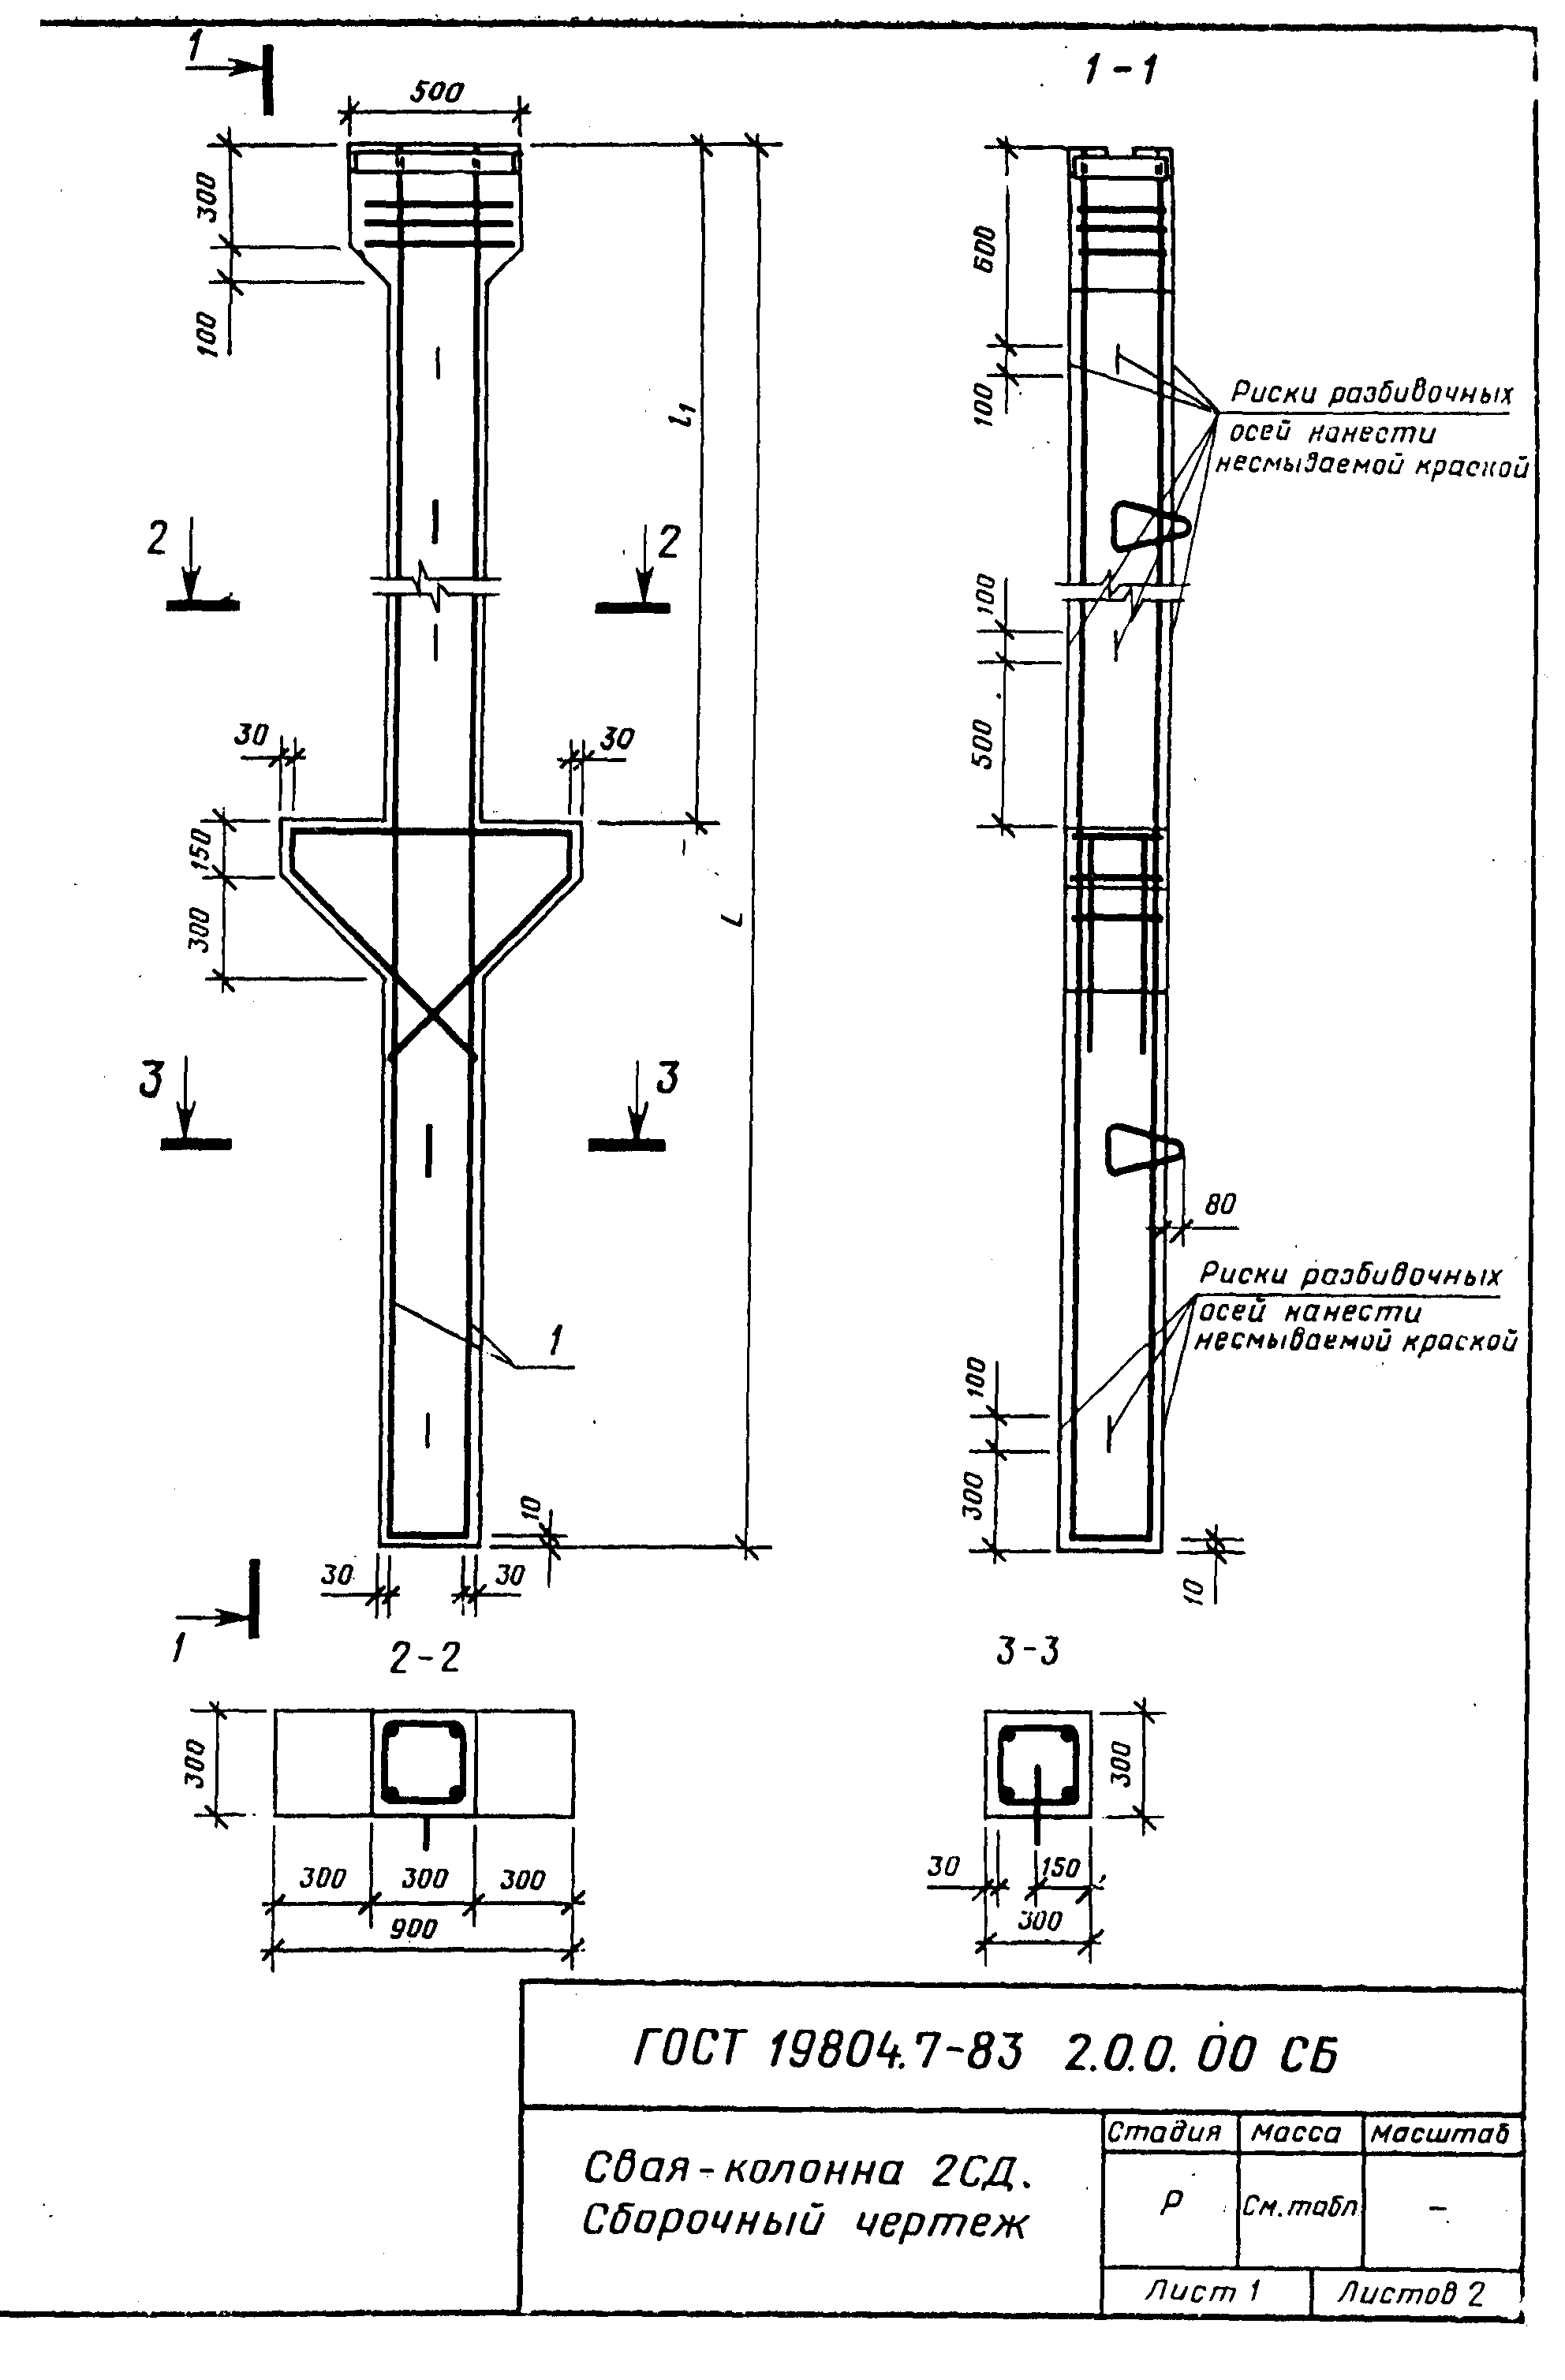 1
1-1
500
300
100
600
100
l1
L
Риски разбивочных
осей нанести
несмываемой краской
2
2
100
500
30
30
150
300
3
3
80
Риски разбивочных
осей нанести
несмываемой краской
1
100
300
10
30
30
10
1
2-2
3-3
300
300
300
300
300
900
30
150
300
ГОСТ 19804.7-83 2.0.0.00 СБ
Свая-колонна 2СД.
Сборочный чертеж
Стадия Масса Масштаб
Р См.табл. –
Лист 1 Листов 2